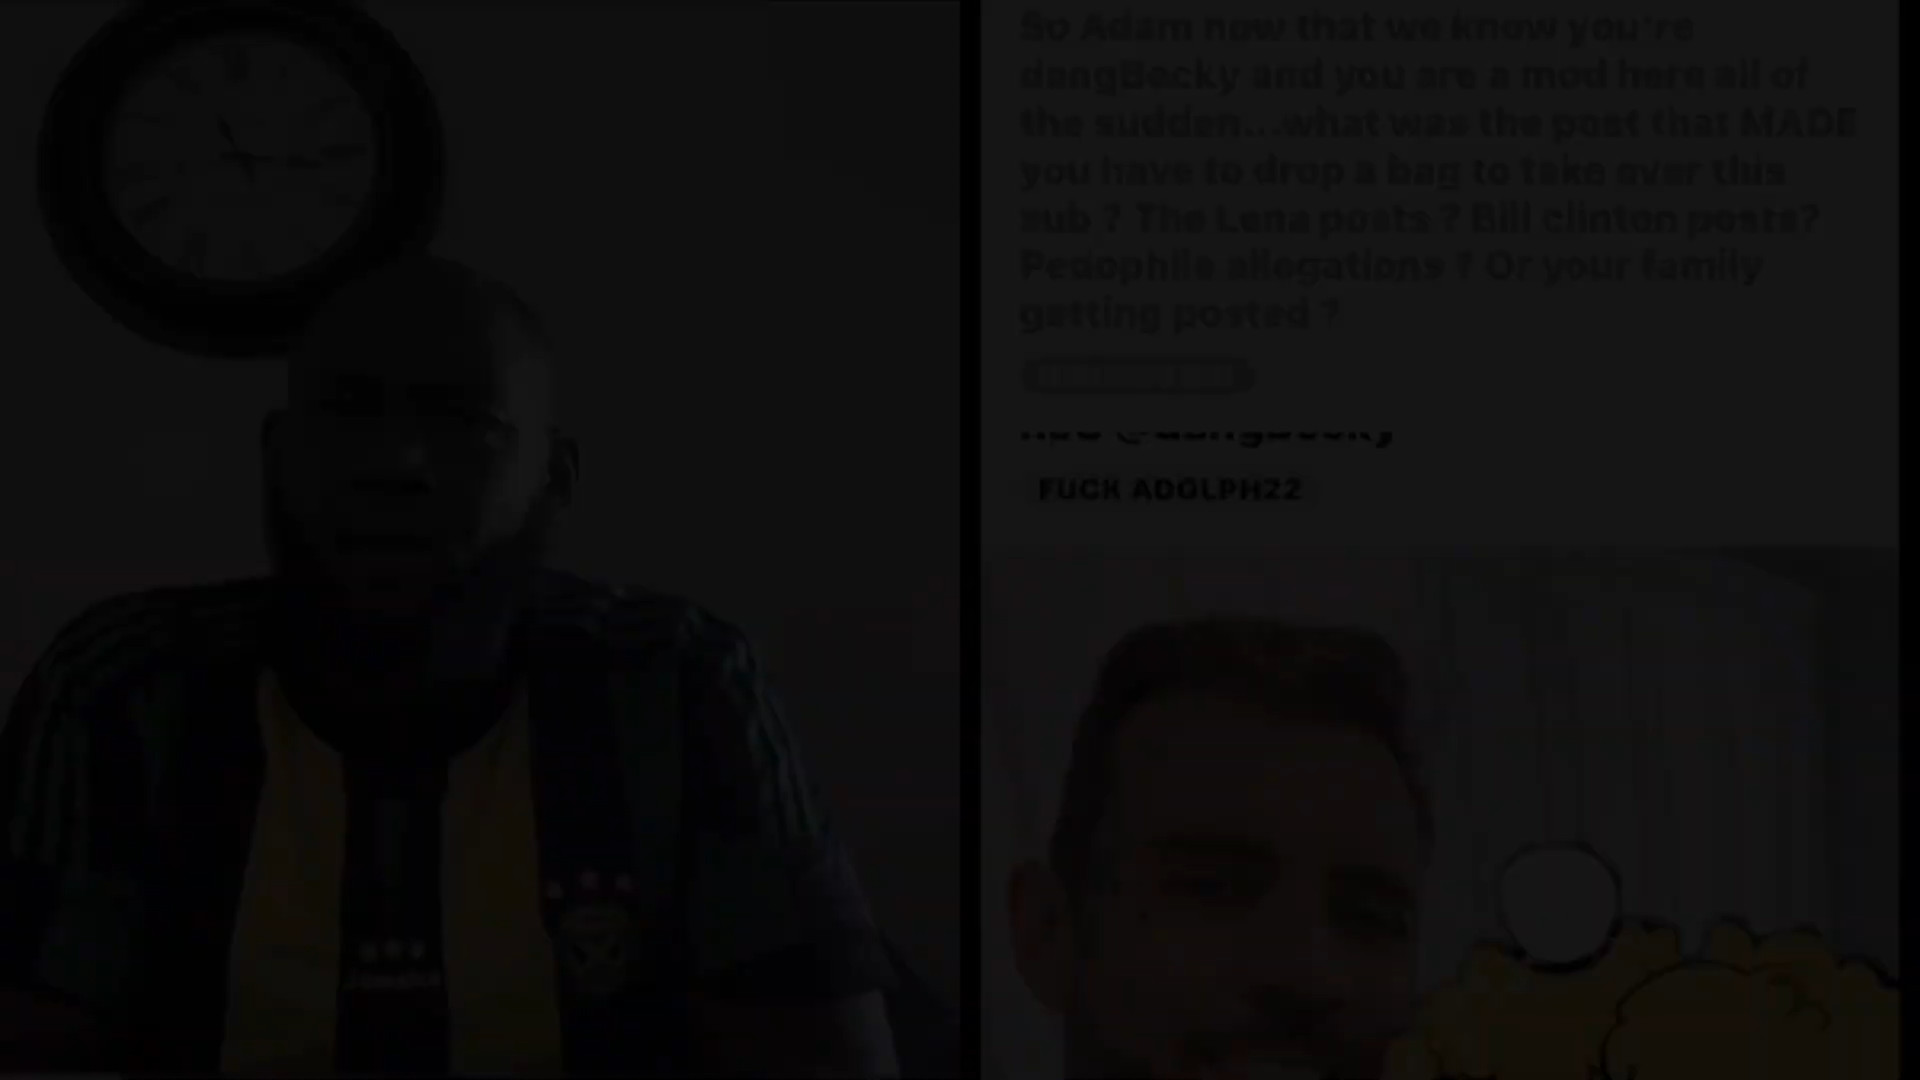 So Adam now that we know you're
dangBecky and you are a mod here all of
the sudden...what was the post that MADE
you have to drop a bag to take over this
sub ? The Lena posts ? Bill clinton posts?
Pedophile allegations ? Or your family
getting posted ?
FUCK ADOLPH22